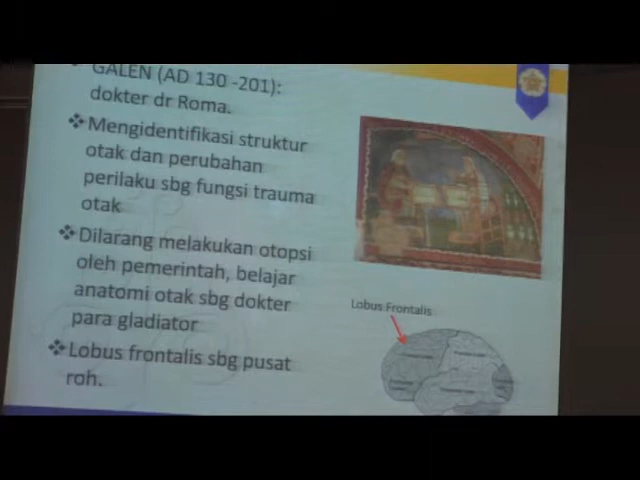 GALEN (AD 130 -201):
dokter dr Roma.
Mengidentifikasi struktur
otak dan perubahan
perilaku sbg fungsi trauma
otak
Dilarang melakukan otopsi
oleh pemerintah, belajar
anatomi otak sbg dokter
para gladiator
Lobus frontalis sbg pusat
roh.
Lobus Frontalis